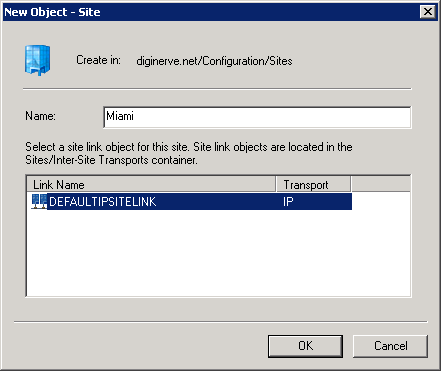 New Object - Site
Create in: diginerve.net/Configuration/Sites
Name: Miami
Select a site link object for this site. Site link objects are located in the
Sites/Inter-Site Transports container.
Link Name Transport
DEFAULTIPSITELINK IP
OK Cancel